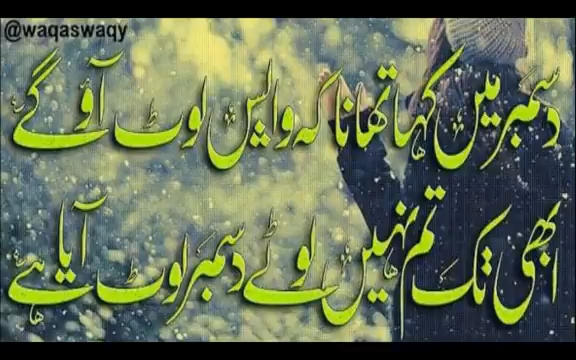 @waqaswaqy
دسمبر میں کہا تھا نا کہ واپس لوٹ آؤ گے
ابھی تک تم نہیں لوٹے دسمبر لوٹ آیا ہے